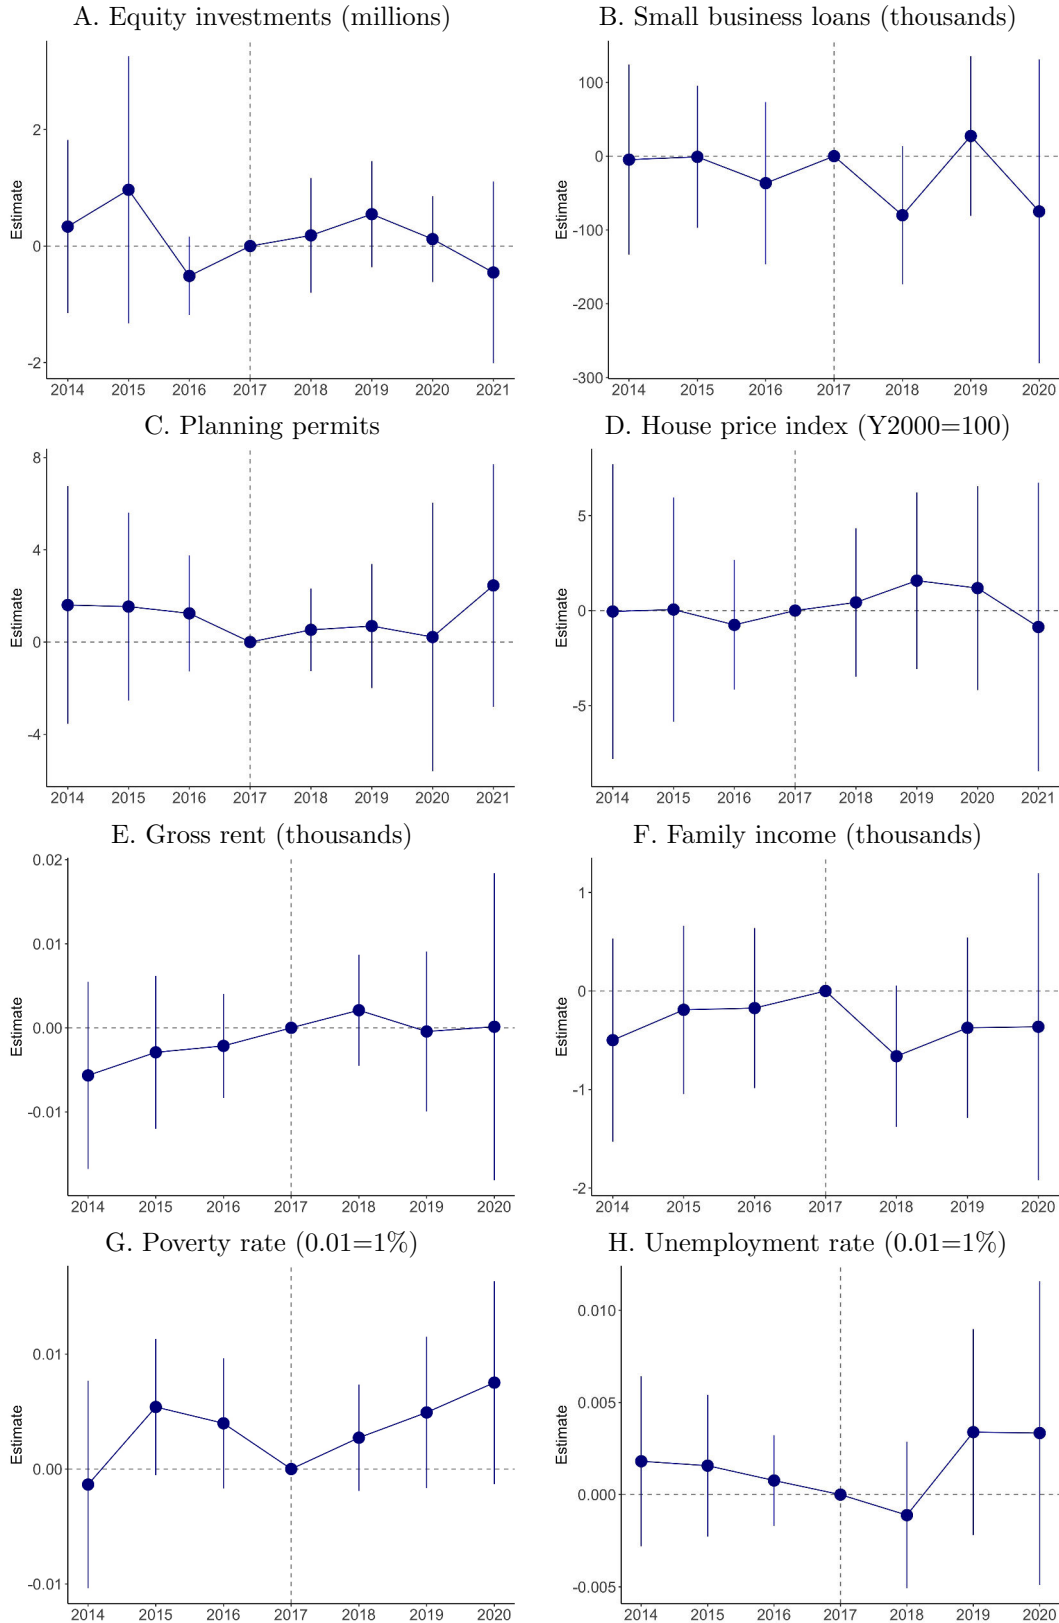 A. Equity investments (millions)
Estimate
2
0
-2
2014 2015 2016 2017 2018 2019 2020 2021
B. Small business loans (thousands)
Estimate
100
0
-100
-200
-300
2014 2015 2016 2017 2018 2019 2020
C. Planning permits
Estimate
8
4
0
-4
2014 2015 2016 2017 2018 2019 2020 2021
D. House price index (Y2000=100)
Estimate
5
0
-5
2014 2015 2016 2017 2018 2019 2020 2021
E. Gross rent (thousands)
Estimate
0.02
0.01
0.00
-0.01
2014 2015 2016 2017 2018 2019 2020
F. Family income (thousands)
Estimate
1
0
-1
-2
2014 2015 2016 2017 2018 2019 2020
G. Poverty rate (0.01=1%)
Estimate
0.01
0.00
-0.01
2014 2015 2016 2017 2018 2019 2020
H. Unemployment rate (0.01=1%)
Estimate
0.010
0.005
0.000
-0.005
2014 2015 2016 2017 2018 2019 2020